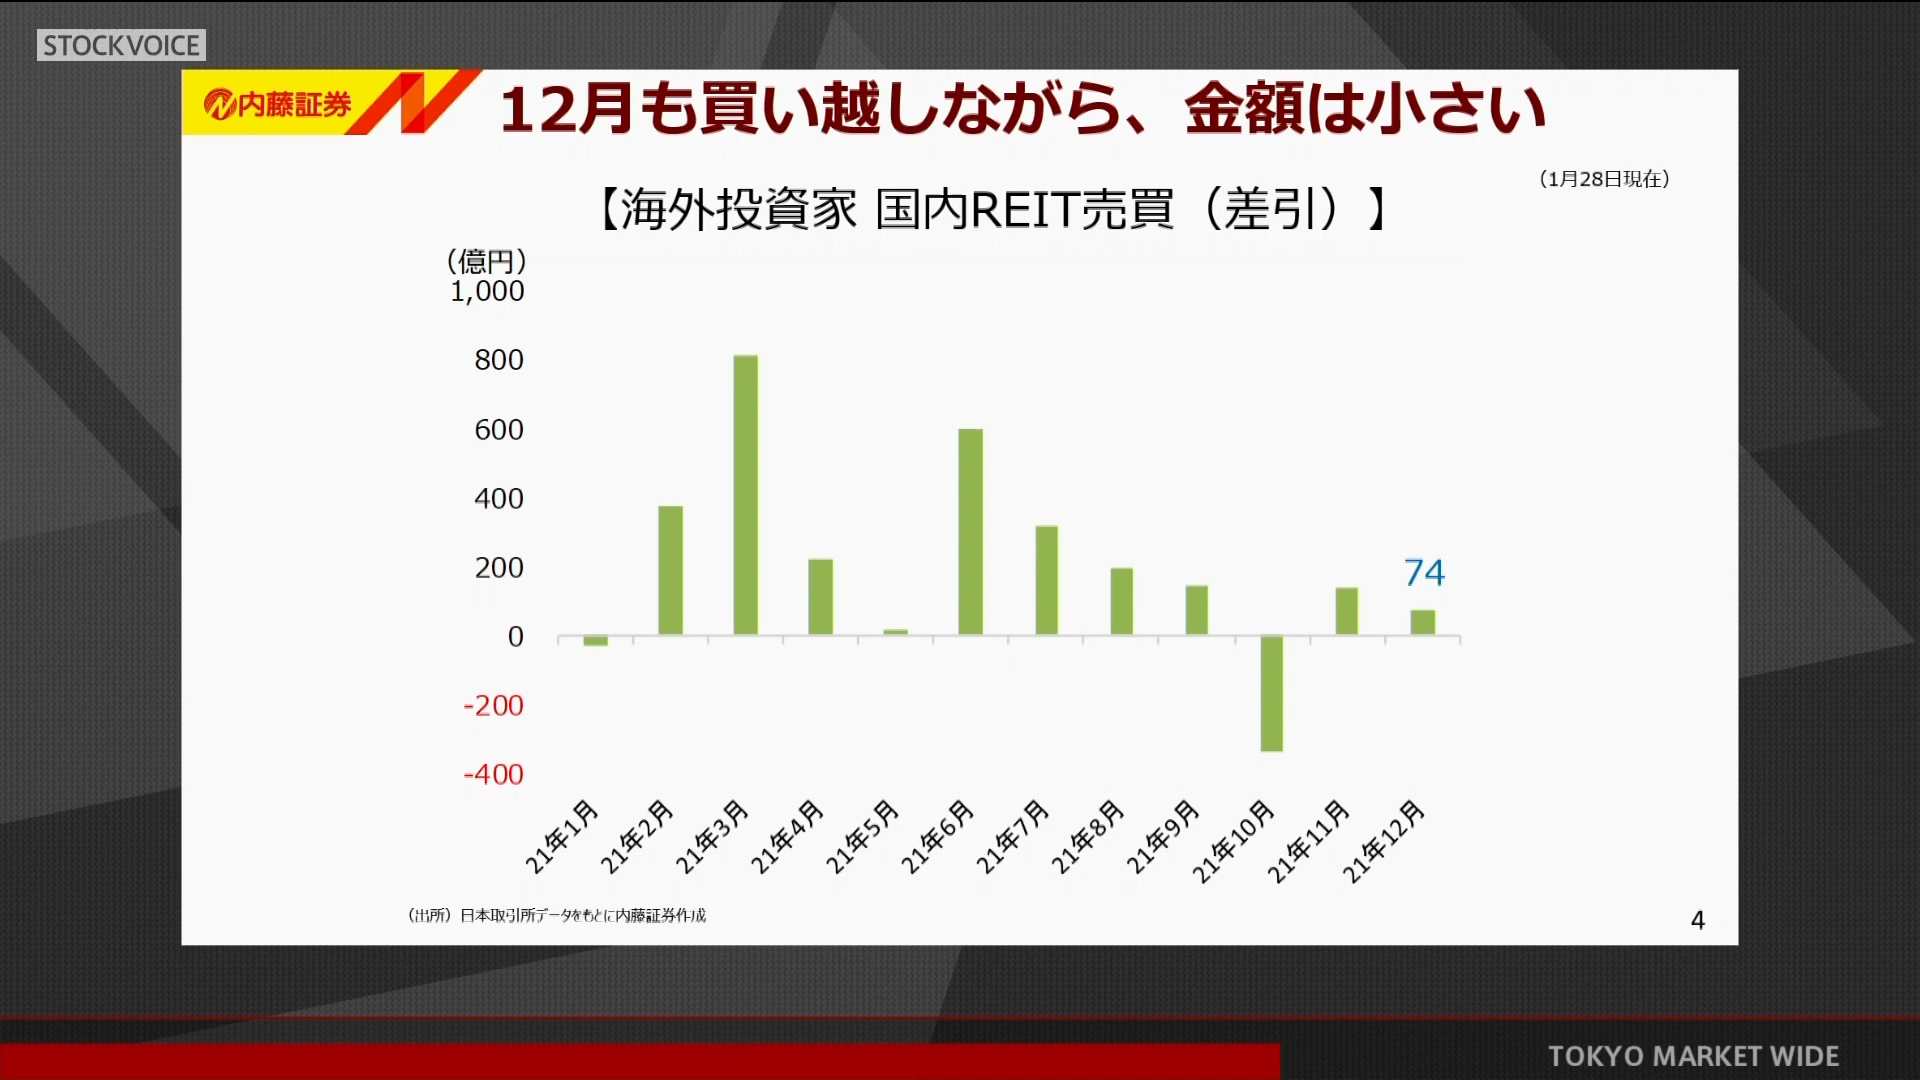 STOCKVOICE
内藤証券
12月も買い越しながら、金額は小さい
（1月28日現在）
【海外投資家 国内REIT売買（差引）】
（億円）
1,000
800
600
400
200
0
-200
-400
74
21年1月
21年2月
21年3月
21年4月
21年5月
21年6月
21年7月
21年8月
21年9月
21年10月
21年11月
21年12月
（出所）日本取引所データをもとに内藤証券作成
4
TOKYO MARKET WIDE